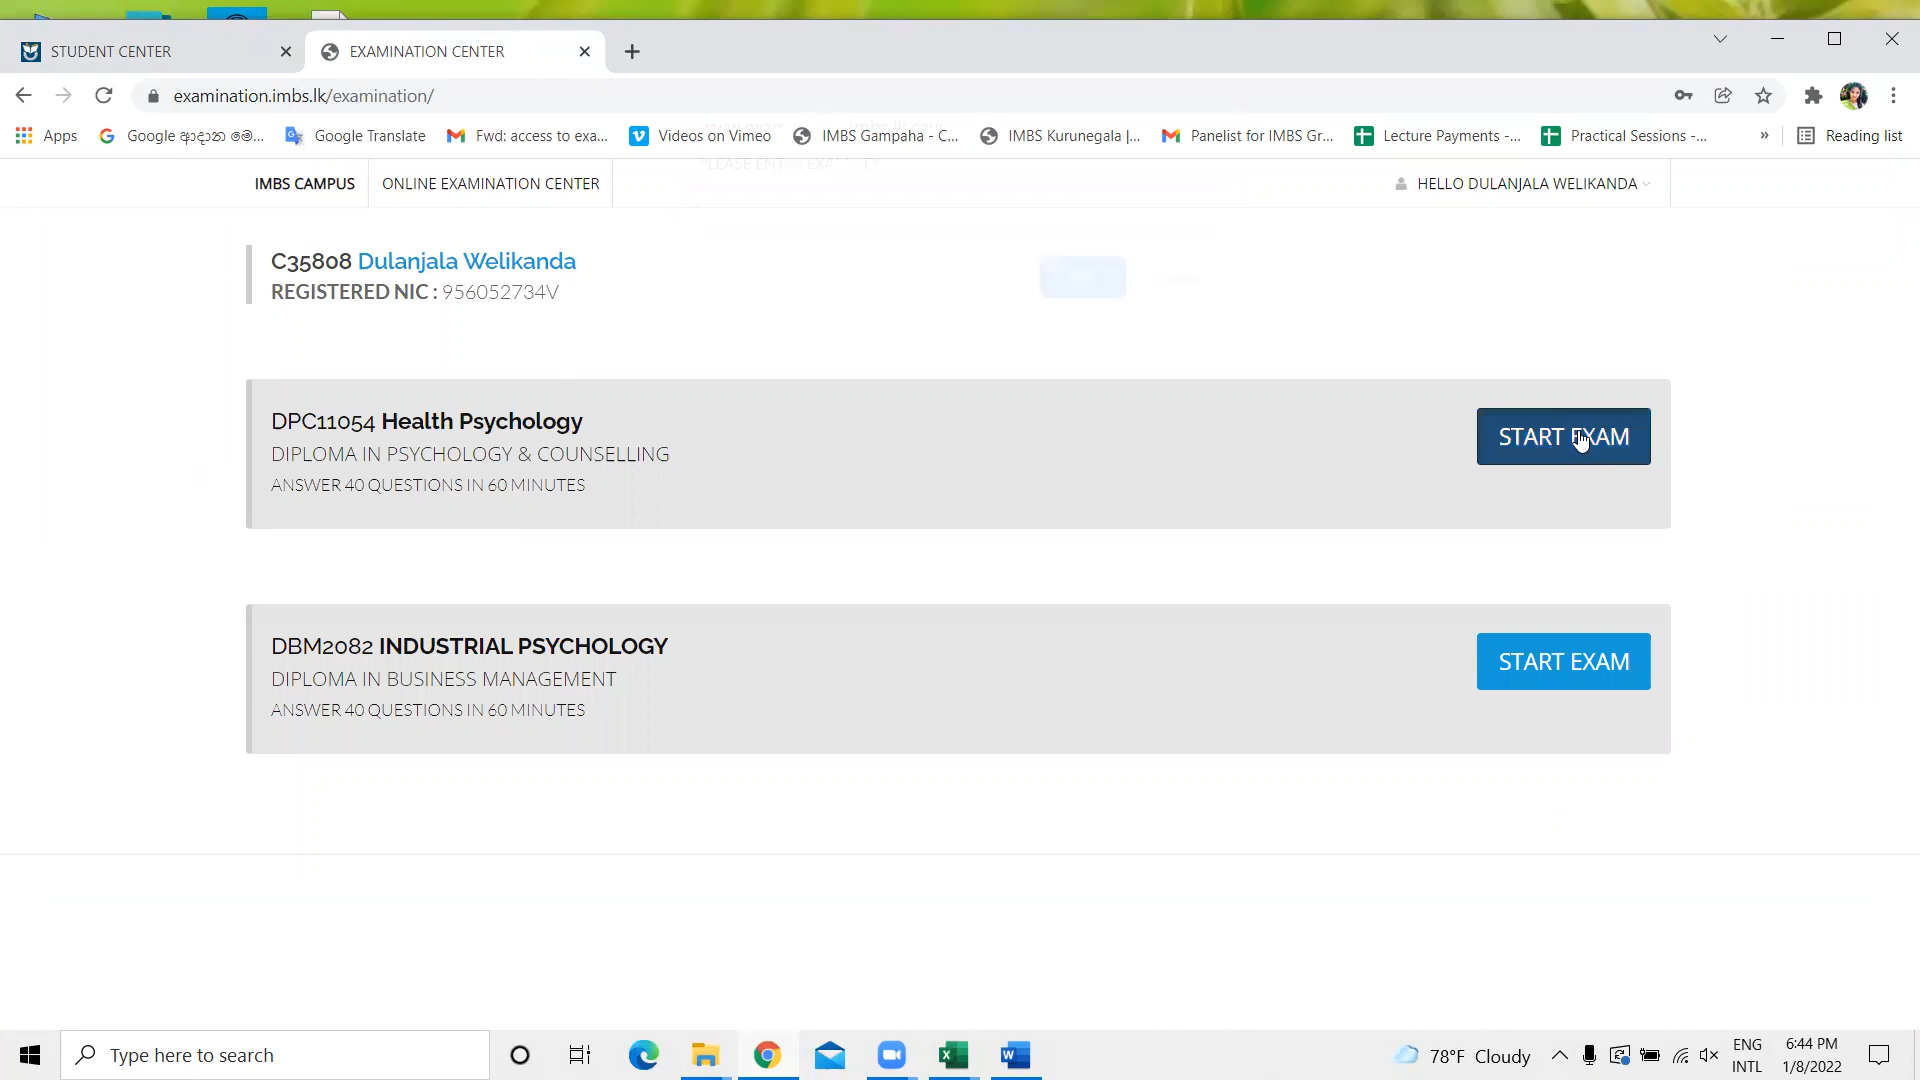 STUDENT CENTER
EXAMINATION CENTER
examination.imbs.lk/examination/
Apps
Google ආදාන මෙ...
Google Translate
Fwd: access to exa...
Videos on Vimeo
IMBS Gampaha - C...
IMBS Kurunegala |...
Panelist for IMBS Gr...
Lecture Payments -...
Practical Sessions -...
»
Reading list
IMBS CAMPUS
ONLINE EXAMINATION CENTER
HELLO DULANJALA WELIKANDA
C35808 Dulanjala Welikanda
REGISTERED NIC : 956052734V
DPC11054 Health Psychology
DIPLOMA IN PSYCHOLOGY & COUNSELLING
ANSWER 40 QUESTIONS IN 60 MINUTES
START EXAM
DBM2082 INDUSTRIAL PSYCHOLOGY
DIPLOMA IN BUSINESS MANAGEMENT
ANSWER 40 QUESTIONS IN 60 MINUTES
START EXAM
Type here to search
78°F Cloudy
ENG
INTL
6:44 PM
1/8/2022